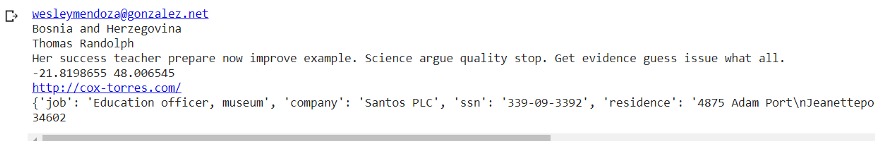 wesleymendoza@gonzalez.net
Bosnia and Herzegovina
Thomas Randolph
Her success teacher prepare now improve example. Science argue quality stop. Get evidence guess issue what all.
-21.8198655 48.006545
http://cox-torres.com/
{'job': 'Education officer, museum', 'company': 'Santos PLC', 'ssn': '339-09-3392', 'residence': '4875 Adam Port\nJeanettepo
34602